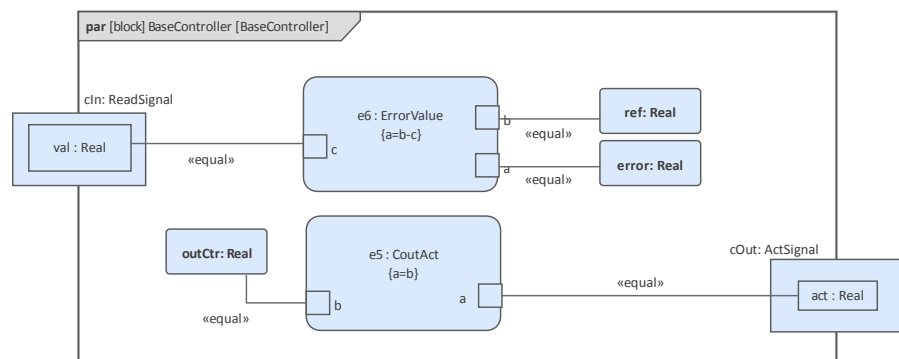 par [block] BaseController [BaseController]
cIn: ReadSignal
val : Real
«equal»
e6 : ErrorValue
{a=b-c}
c
b
a
«equal»
«equal»
ref: Real
error: Real
outCtr: Real
«equal»
e5 : CoutAct
{a=b}
b
a
«equal»
cOut: ActSignal
act : Real